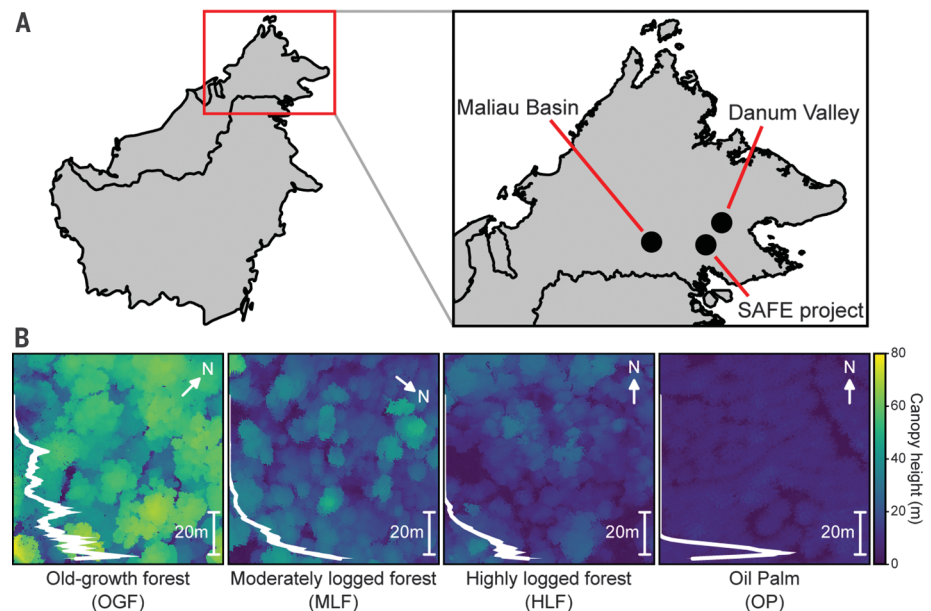 A
Maliau Basin
Danum Valley
SAFE project
B
N
N
N
N
20m
20m
20m
20m
80
60
40
20
0
Canopy height (m)
Old-growth forest
(OGF)
Moderately logged forest
(MLF)
Highly logged forest
(HLF)
Oil Palm
(OP)